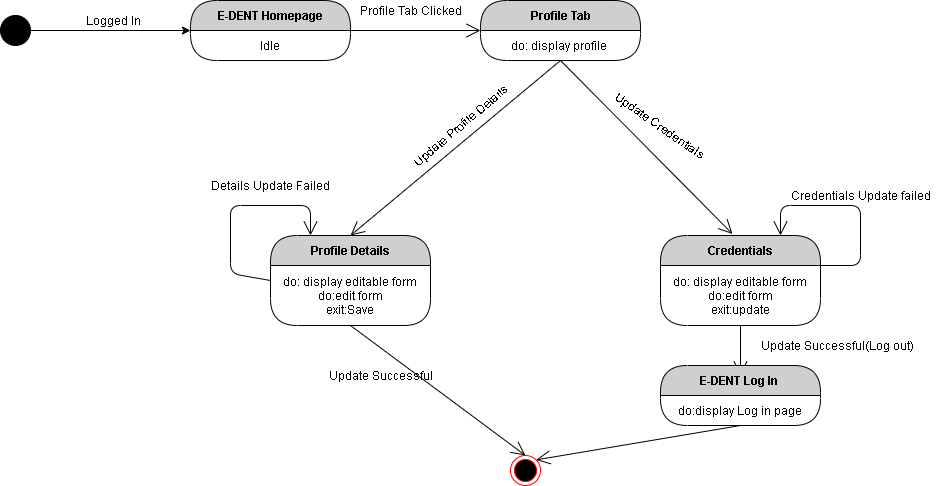 Logged In
E-DENT Homepage
Idle
Profile Tab Clicked
Profile Tab
do: display profile
Update Profile Details
Update Credentials
Details Update Failed
Profile Details
do: display editable form
do:edit form
exit:Save
Credentials Update failed
Credentials
do: display editable form
do:edit form
exit:update
Update Successful
Update Successful(Log out)
E-DENT Log In
do:display Log in page